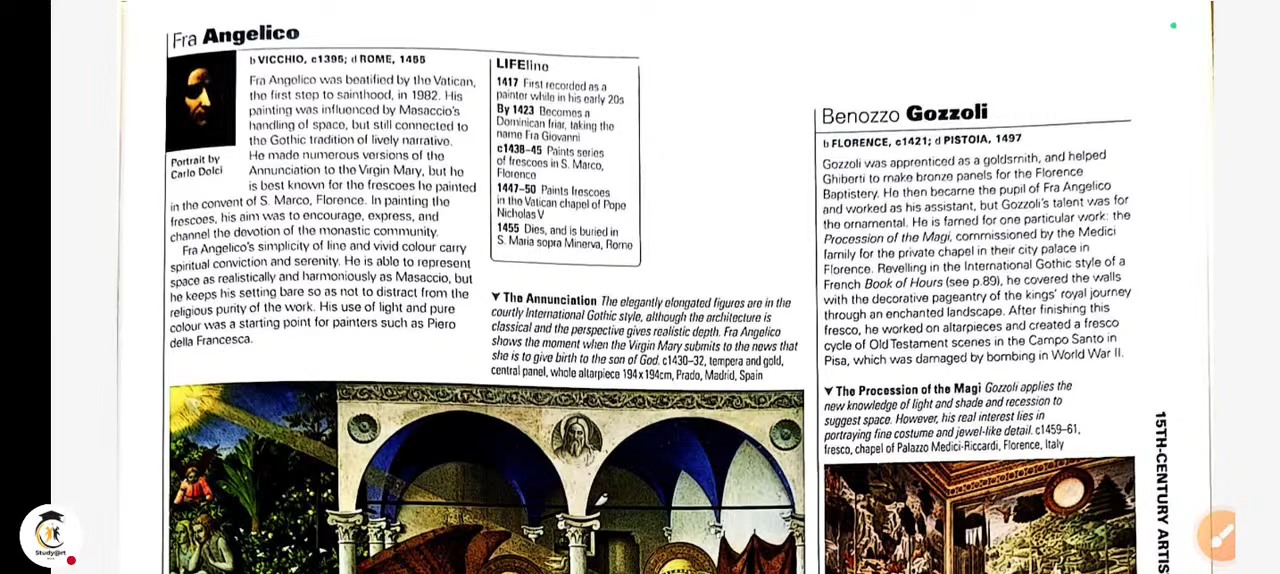 Fra Angelico
b VICCHIO, c1395; d ROME, 1455
Fra Angelico was beatified by the Vatican,
the first step to sainthood, in 1982. His
painting was influenced by Masaccio's
handling of space, but still connected to
the Gothic tradition of lively narrative.
He made numerous versions of the
Annunciation to the Virgin Mary, but he
is best known for the frescoes he painted
in the convent of S. Marco, Florence. In painting the
frescoes, his aim was to encourage, express, and
channel the devotion of the monastic community.
Fra Angelico's simplicity of line and vivid colour carry
spiritual conviction and serenity. He is able to represent
space as realistically and harmoniously as Masaccio, but
he keeps his setting bare so as not to distract from the
religious purity of the work. His use of light and pure
colour was a starting point for painters such as Piero
della Francesca.
Portrait by
Carlo Dolci
LIFEline
1417 First recorded as a
painter while in his early 20s
By 1423 Becomes a
Dominican friar, taking the
name Fra Giovanni
c1438–45 Paints series
of frescoes in S. Marco,
Florence
1447–50 Paints frescoes
in the Vatican chapel of Pope
Nicholas V
1455 Dies, and is buried in
S. Maria sopra Minerva, Rome
▼ The Annunciation The elegantly elongated figures are in the
courtly International Gothic style, although the architecture is
classical and the perspective gives realistic depth. Fra Angelico
shows the moment when the Virgin Mary submits to the news that
she is to give birth to the son of God. c1430–32, tempera and gold,
central panel, whole altarpiece 194x194cm, Prado, Madrid, Spain
Benozzo Gozzoli
b FLORENCE, c1421; d PISTOIA, 1497
Gozzoli was apprenticed as a goldsmith, and helped
Ghiberti to make bronze panels for the Florence
Baptistery. He then became the pupil of Fra Angelico
and worked as his assistant, but Gozzoli's talent was for
the ornamental. He is famed for one particular work: the
Procession of the Magi, commissioned by the Medici
family for the private chapel in their city palace in
Florence. Revelling in the International Gothic style of a
French Book of Hours (see p.89), he covered the walls
with the decorative pageantry of the kings' royal journey
through an enchanted landscape. After finishing this
fresco, he worked on altarpieces and created a fresco
cycle of Old Testament scenes in the Campo Santo in
Pisa, which was damaged by bombing in World War II.
▼ The Procession of the Magi Gozzoli applies the
new knowledge of light and shade and recession to
suggest space. However, his real interest lies in
portraying fine costume and jewel-like detail. c1459–61,
fresco, chapel of Palazzo Medici-Riccardi, Florence, Italy
15TH-CENTURY ARTIS
Study@rt